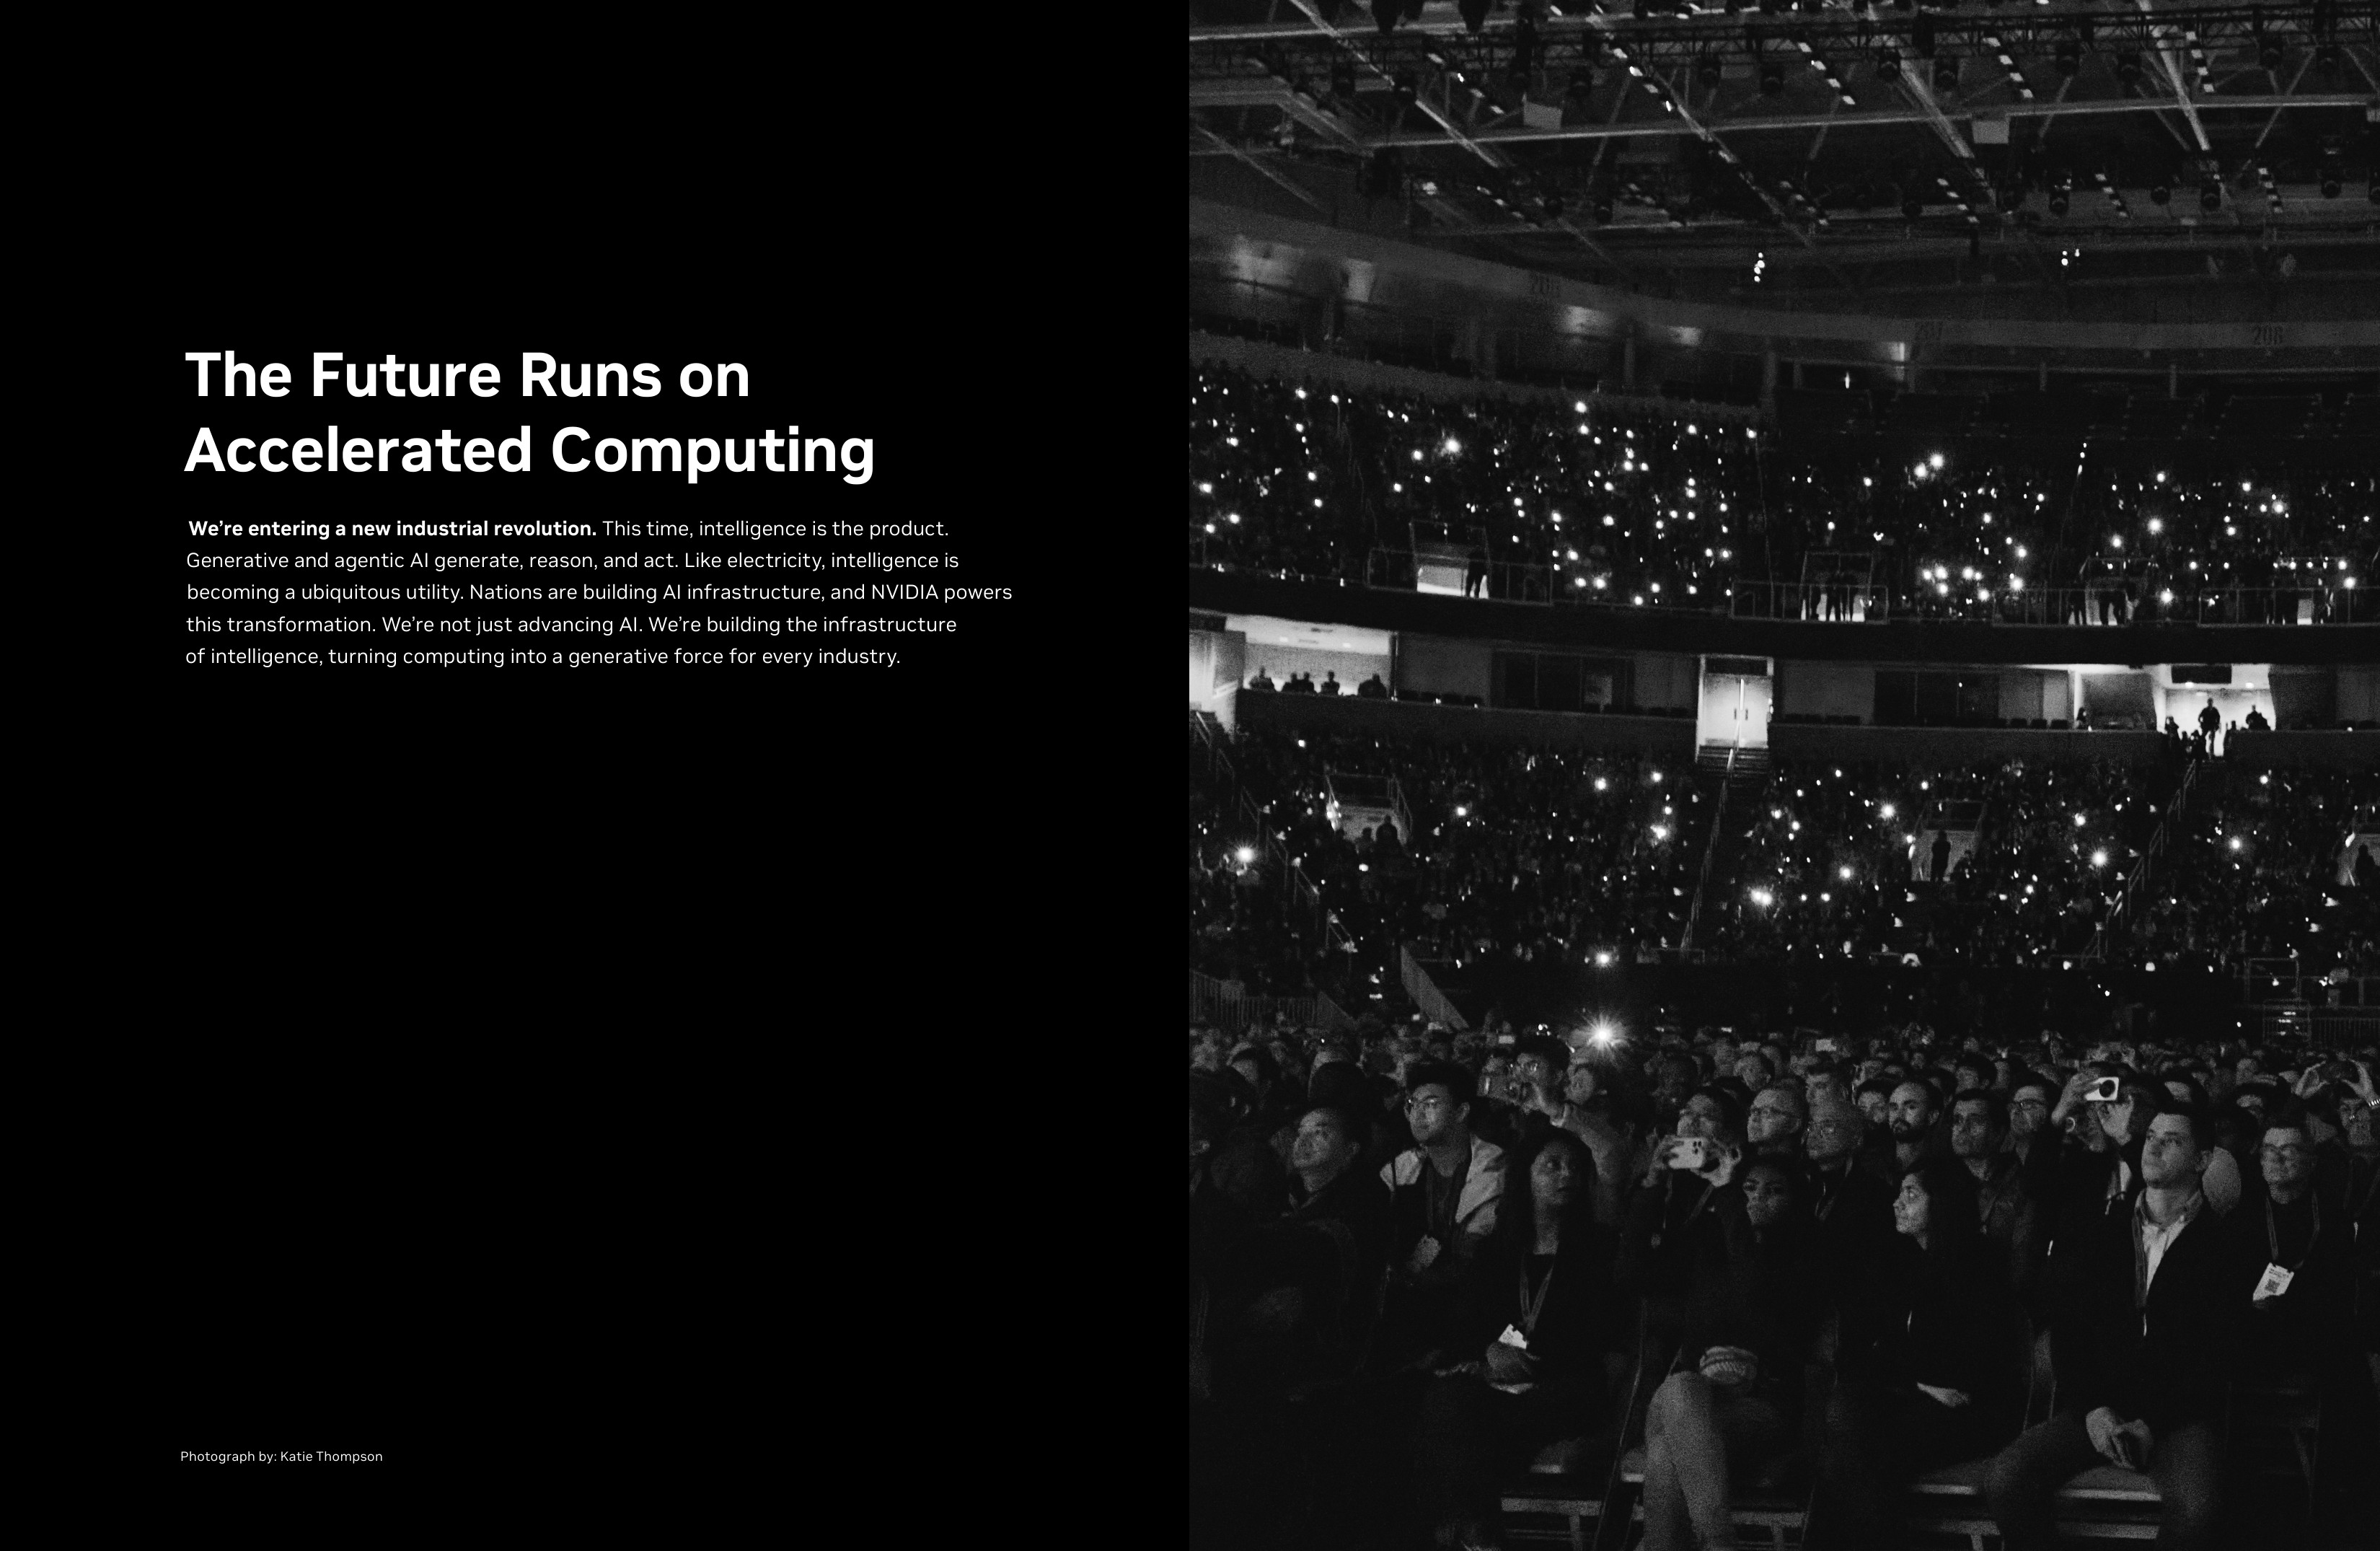 The Future Runs on
Accelerated Computing
We’re entering a new industrial revolution. This time, intelligence is the product.
Generative and agentic AI generate, reason, and act. Like electricity, intelligence is
becoming a ubiquitous utility. Nations are building AI infrastructure, and NVIDIA powers
this transformation. We’re not just advancing AI. We’re building the infrastructure
of intelligence, turning computing into a generative force for every industry.
Photograph by: Katie Thompson
208